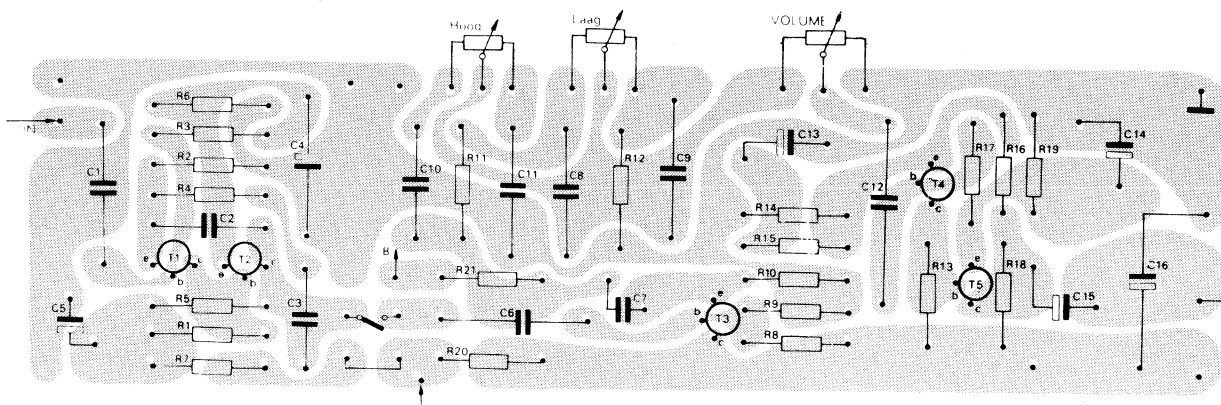 Hoog
Laag
VOLUME
IN
R6
R3
R2
R4
C1
C2
C4
C10
R11
C11
C8
R12
C9
C13
C12
R17
R16
R19
C14
e
b
T4
c
R14
R15
R10
R9
R8
e
T1
c
b
e
T2
c
b
B
R21
C5
R5
R1
R7
C3
C6
C7
R20
e
b
T3
c
R13
e
b
T5
c
R18
C15
C16